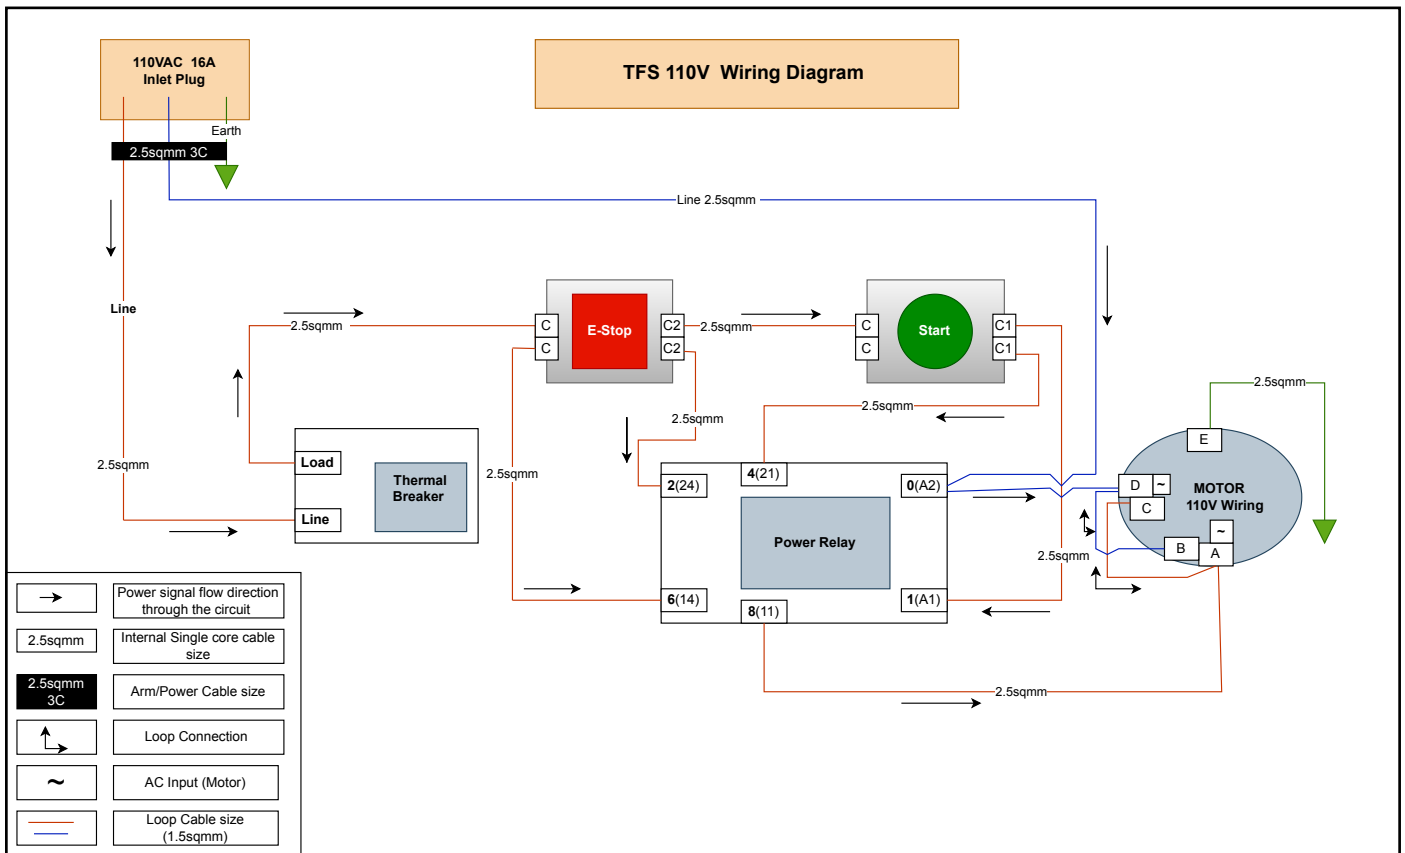 110VAC 16A
Inlet Plug
TFS 110V Wiring Diagram
Earth
2.5sqmm 3C
Line 2.5sqmm
Line
2.5sqmm
C
C
E-Stop
C2
C2
2.5sqmm
C
C
Start
C1
C1
2.5sqmm
2.5sqmm
2.5sqmm
E
2.5sqmm
Load
Line
Thermal
Breaker
2.5sqmm
2(24)
4(21)
0(A2)
Power Relay
6(14)
8(11)
1(A1)
2.5sqmm
D
~
C
MOTOR
110V Wiring
~
B
A
2.5sqmm
Power signal flow direction
through the circuit
2.5sqmm
Internal Single core cable
size
2.5sqmm
3C
Arm/Power Cable size
Loop Connection
~
AC Input (Motor)
Loop Cable size
(1.5sqmm)